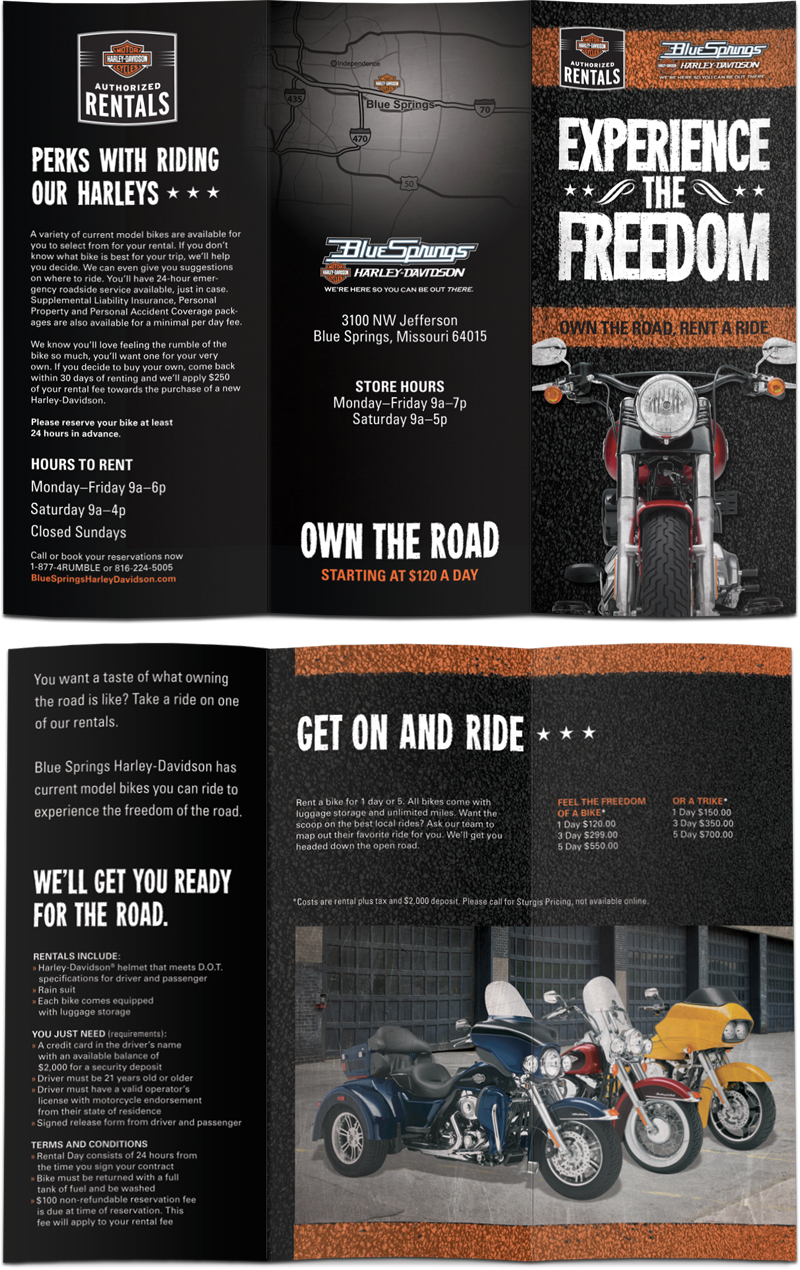 MOTOR
HARLEY-DAVIDSON
CYCLES
AUTHORIZED
RENTALS
PERKS WITH RIDING
OUR HARLEYS ★ ★ ★
A variety of current model bikes are available for
you to select from for your rental. If you don't
know what bike is best for your trip, we'll help
you decide. We can even give you suggestions
on where to ride. You'll have 24-hour emer-
gency roadside service available, just in case.
Supplemental Liability Insurance, Personal
Property and Personal Accident Coverage pack-
ages are also available for a minimal per day fee.
We know you'll love feeling the rumble of the
bike so much, you'll want one for your very
own. If you decide to buy your own, come back
within 30 days of renting and we'll apply $250
of your rental fee towards the purchase of a new
Harley-Davidson.
Please reserve your bike at least
24 hours in advance.
HOURS TO RENT
Monday–Friday 9a–6p
Saturday 9a–4p
Closed Sundays
Call or book your reservations now
1-877-4RUMBLE or 816-224-5005
BlueSpringsHarleyDavidson.com
Independence
435
Blue Springs
70
470
50
BlueSprings
HARLEY-DAVIDSON
WE'RE HERE SO YOU CAN BE OUT THERE.
3100 NW Jefferson
Blue Springs, Missouri 64015
STORE HOURS
Monday–Friday 9a–7p
Saturday 9a–5p
OWN THE ROAD
STARTING AT $120 A DAY
MOTOR
HARLEY-DAVIDSON
CYCLES
AUTHORIZED
RENTALS
BlueSprings
HARLEY-DAVIDSON
WE'RE HERE SO YOU CAN BE OUT THERE.
EXPERIENCE
THE
FREEDOM
OWN THE ROAD, RENT A RIDE
You want a taste of what owning
the road is like? Take a ride on one
of our rentals.
Blue Springs Harley-Davidson has
current model bikes you can ride to
experience the freedom of the road.
WE'LL GET YOU READY
FOR THE ROAD.
RENTALS INCLUDE:
» Harley-Davidson® helmet that meets D.O.T.
specifications for driver and passenger
» Rain suit
» Each bike comes equipped
with luggage storage
YOU JUST NEED (requirements):
» A credit card in the driver's name
with an available balance of
$2,000 for a security deposit
» Driver must be 21 years old or older
» Driver must have a valid operator's
license with motorcycle endorsement
from their state of residence
» Signed release form from driver and passenger
TERMS AND CONDITIONS
» Rental Day consists of 24 hours from
the time you sign your contract
» Bike must be returned with a full
tank of fuel and be washed
» $100 non-refundable reservation fee
is due at time of reservation. This
fee will apply to your rental fee
GET ON AND RIDE ★ ★ ★
Rent a bike for 1 day or 5. All bikes come with
luggage storage and unlimited miles. Want the
scoop on the best local rides? Ask our team to
map out their favorite ride for you. We'll get you
headed down the open road.
FEEL THE FREEDOM
OF A BIKE*
1 Day $120.00
3 Day $299.00
5 Day $550.00
OR A TRIKE*
1 Day $150.00
3 Day $350.00
5 Day $700.00
*Costs are rental plus tax and $2,000 deposit. Please call for Sturgis Pricing, not available online.